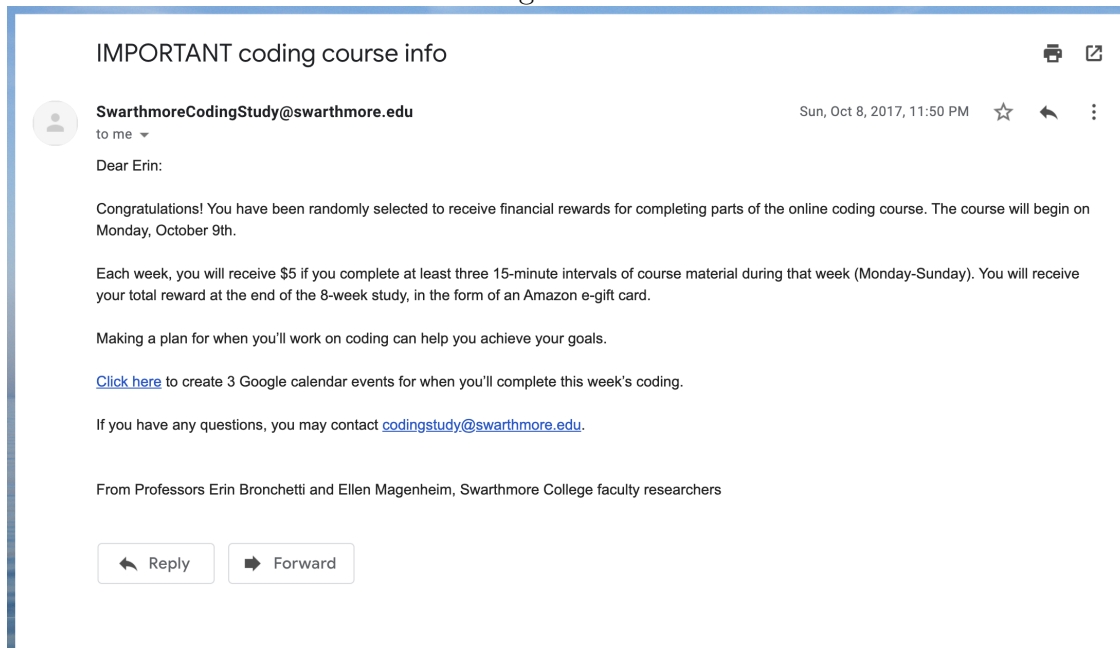 IMPORTANT coding course info
SwarthmoreCodingStudy@swarthmore.edu
Sun, Oct 8, 2017, 11:50 PM
to me
Dear Erin:
Congratulations! You have been randomly selected to receive financial rewards for completing parts of the online coding course. The course will begin on
Monday, October 9th.
Each week, you will receive $5 if you complete at least three 15-minute intervals of course material during that week (Monday-Sunday). You will receive
your total reward at the end of the 8-week study, in the form of an Amazon e-gift card.
Making a plan for when you'll work on coding can help you achieve your goals.
Click here to create 3 Google calendar events for when you'll complete this week's coding.
If you have any questions, you may contact codingstudy@swarthmore.edu.
From Professors Erin Bronchetti and Ellen Magenheim, Swarthmore College faculty researchers
Reply
Forward